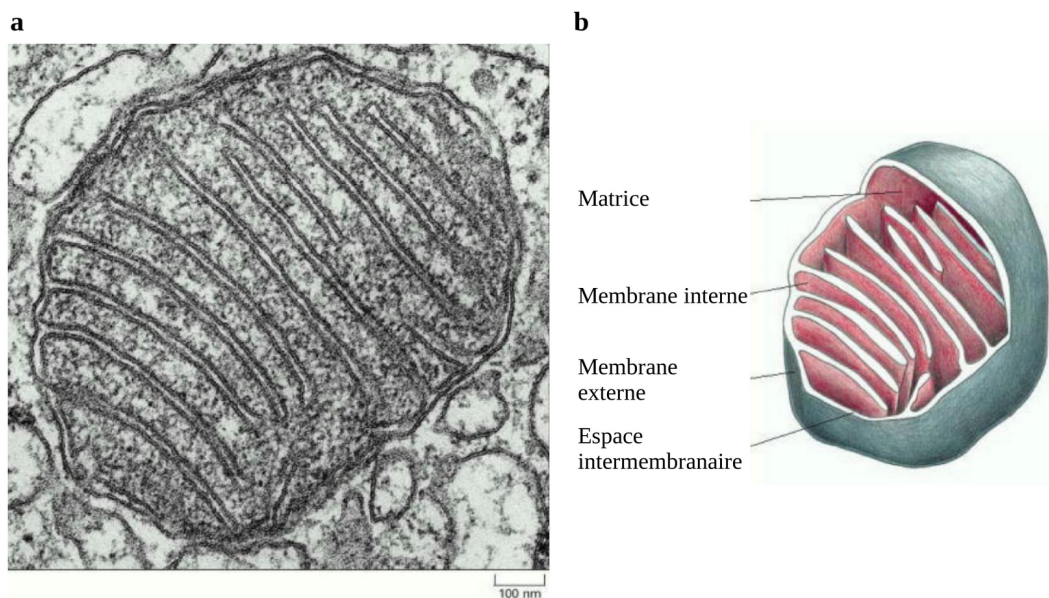 a
b
Matrice
Membrane interne
Membrane
externe
Espace
intermembranaire
100 nm